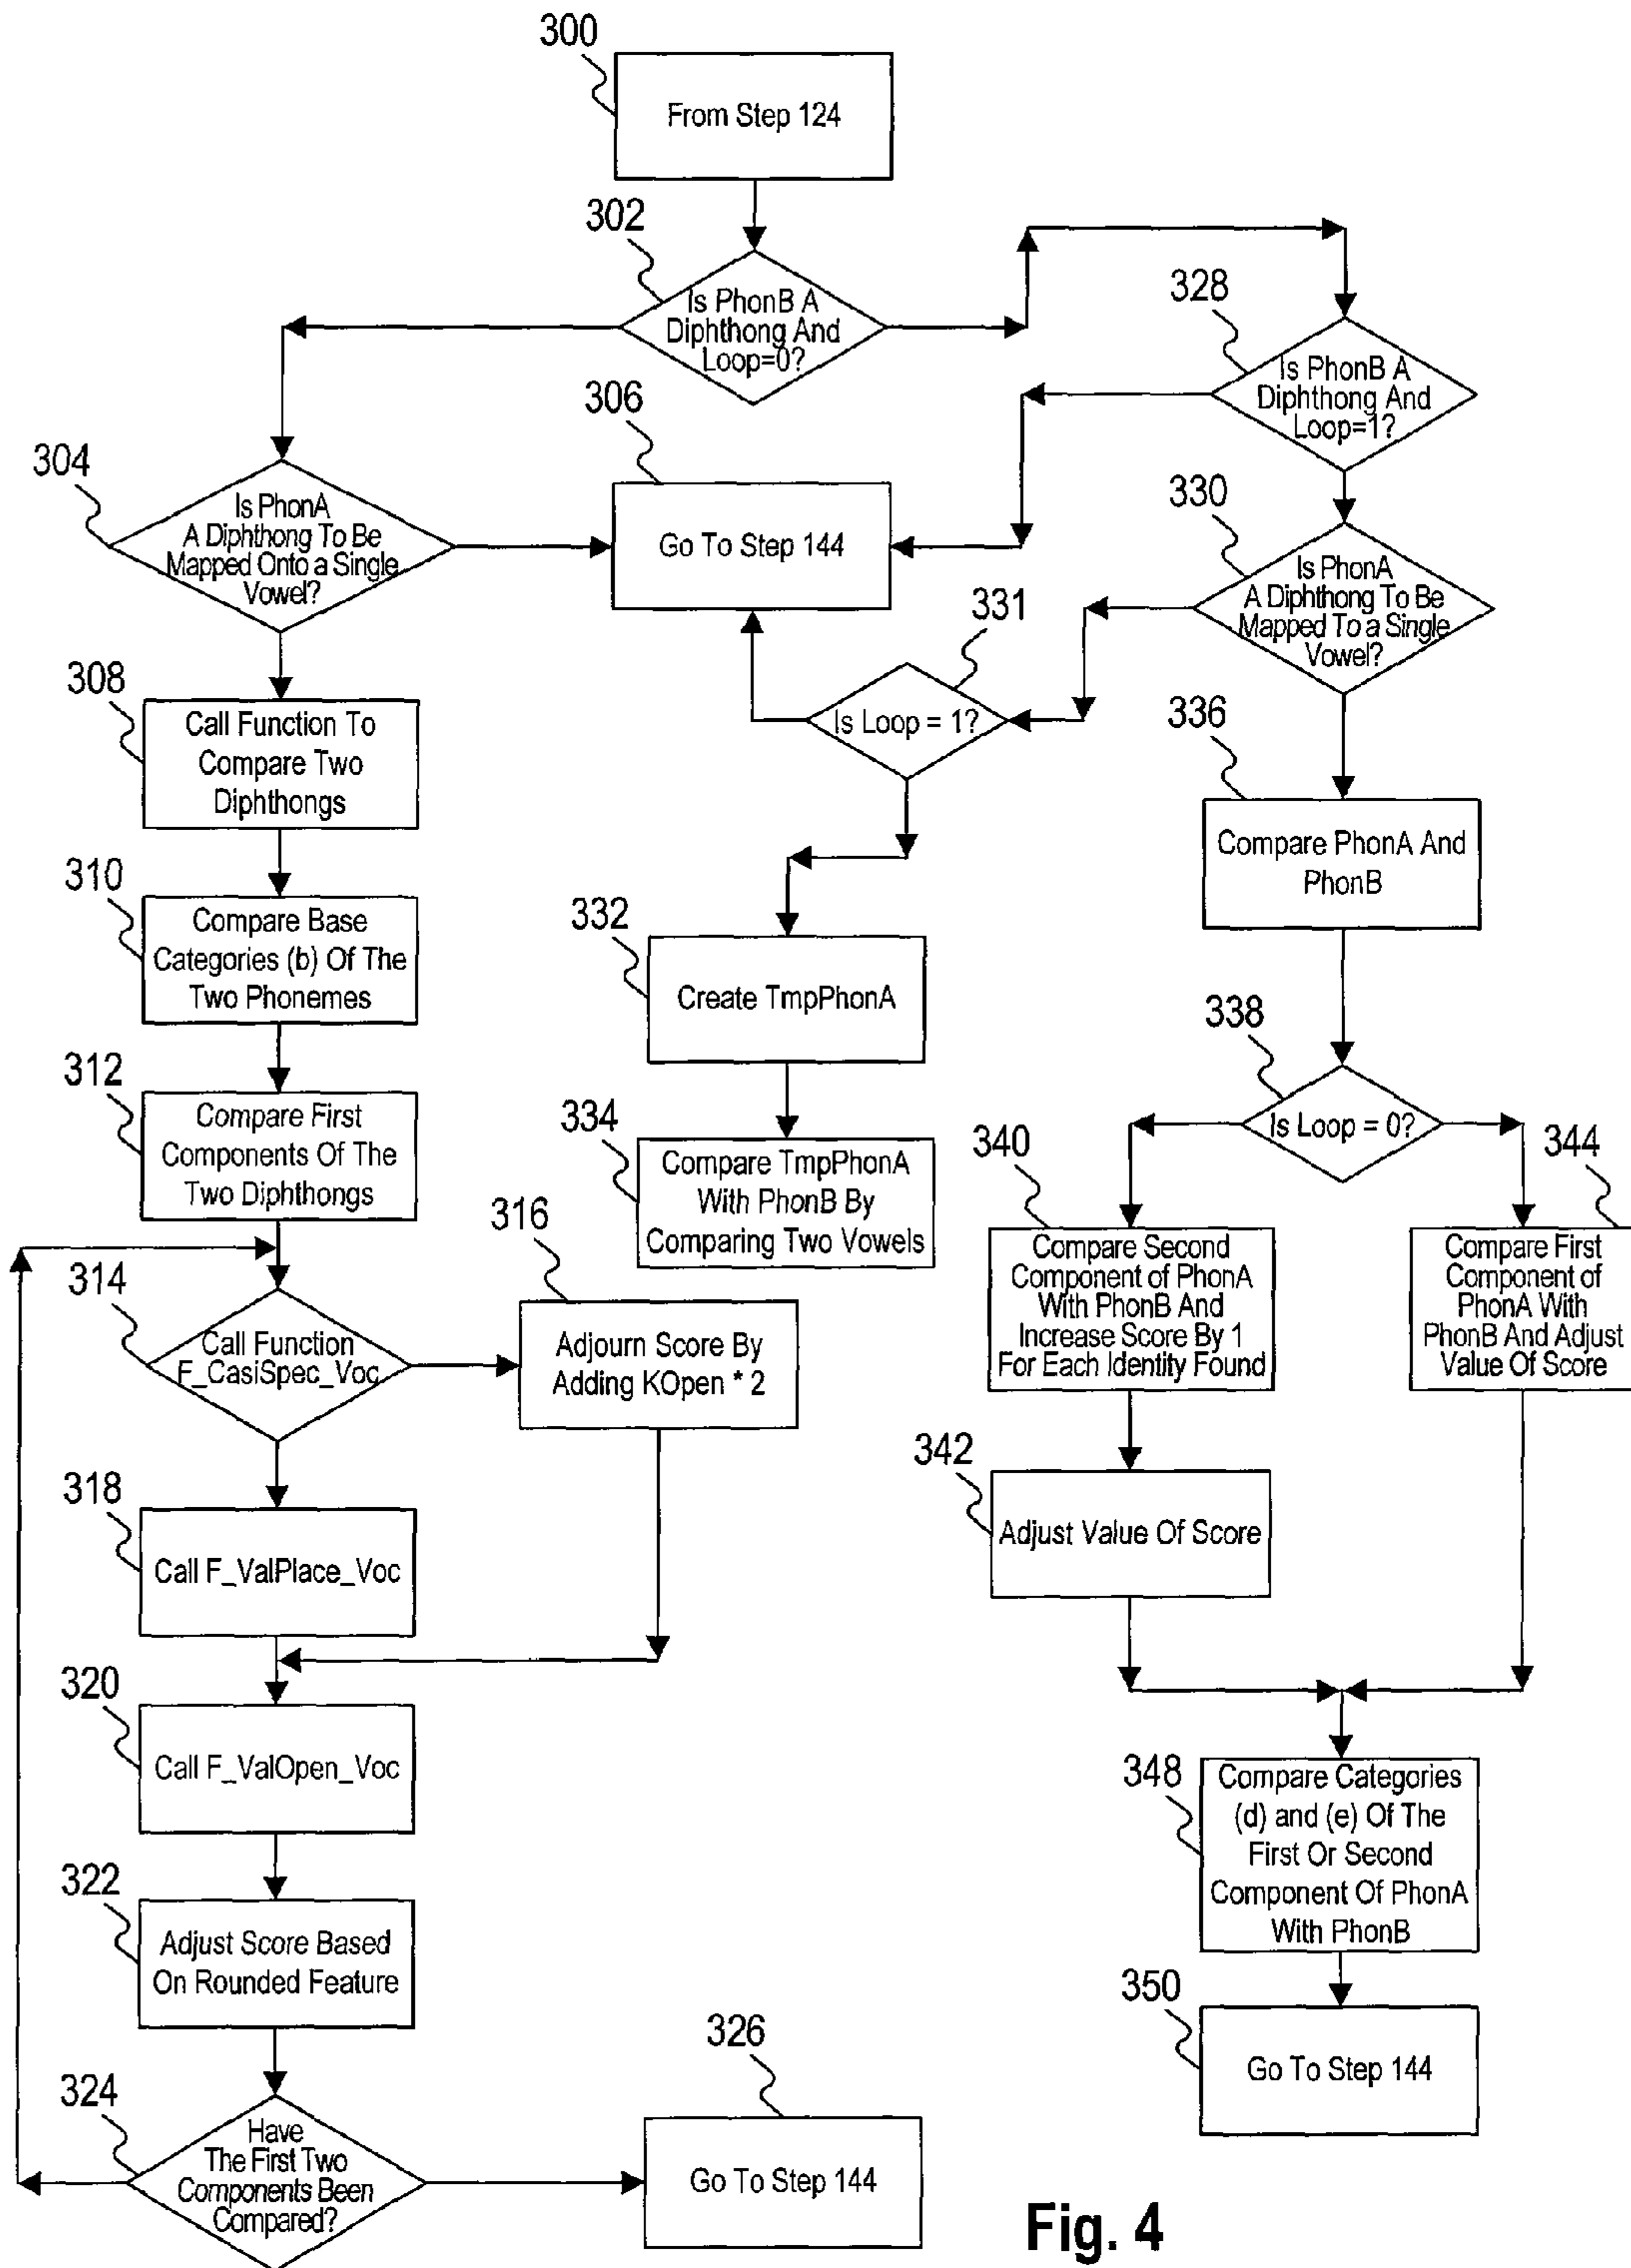 300
From Step 124
302
Is PhonB A
Diphthong And
Loop=0?
328
Is PhonB A
Diphthong And
Loop=1?
304
Is PhonA
A Diphthong To Be
Mapped Onto a Single
Vowel?
306
Go To Step 144
330
Is PhonA
A Diphthong To Be
Mapped To a Single
Vowel?
331
Is Loop = 1?
308
Call Function To
Compare Two
Diphthongs
336
Compare PhonA And
PhonB
310
Compare Base
Categories (b) Of The
Two Phonemes
332
Create TmpPhonA
338
Is Loop = 0?
312
Compare First
Components Of The
Two Diphthongs
334
Compare TmpPhonA
With PhonB By
Comparing Two Vowels
340
Compare Second
Component of PhonA
With PhonB And
Increase Score By 1
For Each Identity Found
344
Compare First
Component of
PhonA With
PhonB And Adjust
Value Of Score
314
Call Function
F_CasiSpec_Voc
316
Adjourn Score By
Adding KOpen * 2
342
Adjust Value Of Score
318
Call F_ValPlace_Voc
320
Call F_ValOpen_Voc
348
Compare Categories
(d) and (e) Of The
First Or Second
Component Of PhonA
With PhonB
322
Adjust Score Based
On Rounded Feature
350
Go To Step 144
324
Have
The First Two
Components Been
Compared?
326
Go To Step 144
Fig. 4